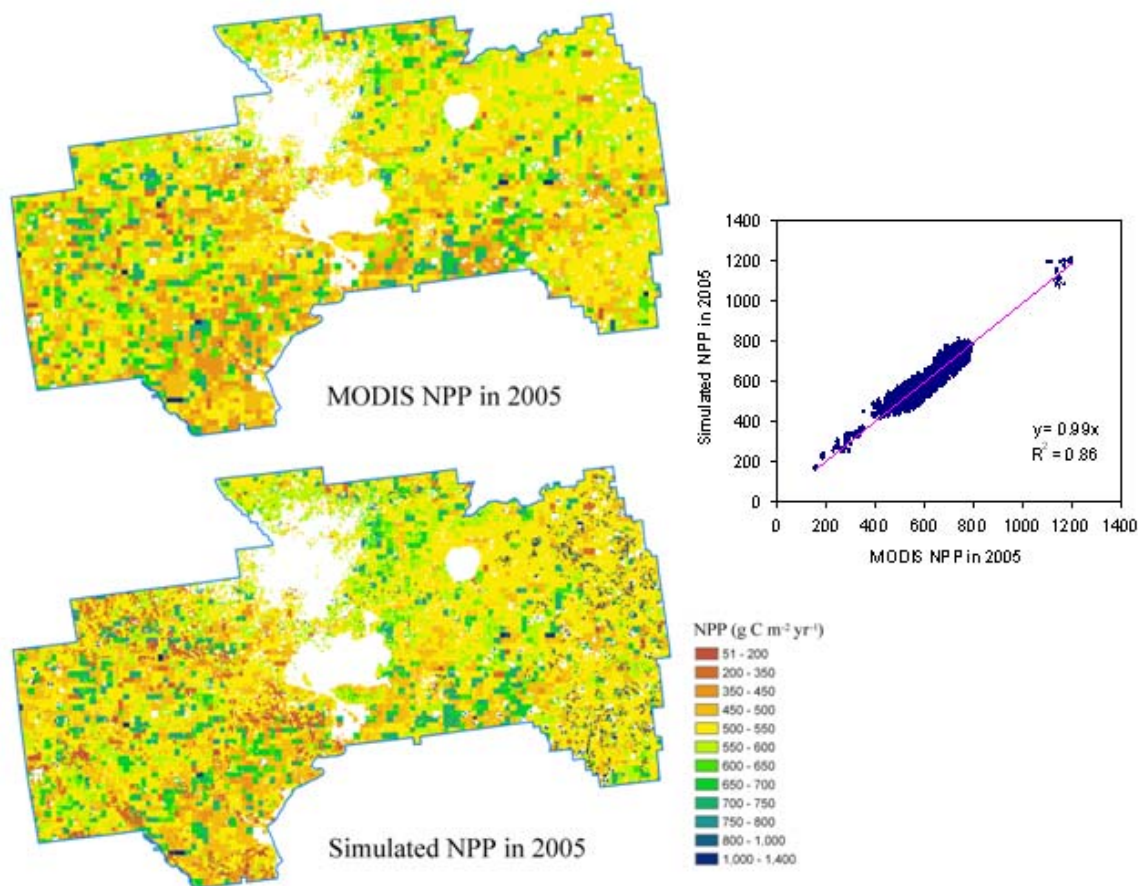 MODIS NPP in 2005
Simulated NPP in 2005
1400
1200
1000
800
600
400
200
0
Simulated NPP in 2005
y= 0.99x
R² = 0.86
0 200 400 600 800 1000 1200 1400
MODIS NPP in 2005
NPP (g C m⁻² yr⁻¹)
51 - 200
200 - 350
350 - 450
450 - 500
500 - 550
550 - 600
600 - 650
650 - 700
700 - 750
750 - 800
800 - 1,000
1,000 - 1,400